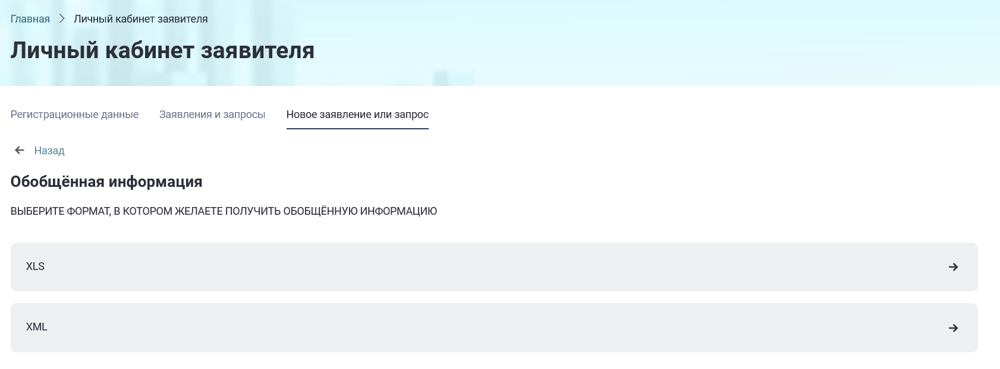 Главная > Личный кабинет заявителя
Личный кабинет заявителя
Регистрационные данные Заявления и запросы Новое заявление или запрос
Назад
Обобщённая информация
ВЫБЕРИТЕ ФОРМАТ, В КОТОРОМ ЖЕЛАЕТЕ ПОЛУЧИТЬ ОБОБЩЁННУЮ ИНФОРМАЦИЮ
XLS
XML